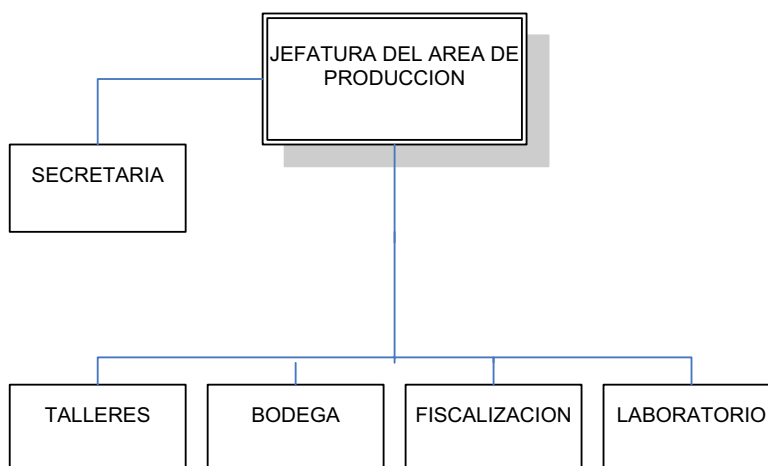 JEFATURA DEL AREA DE
PRODUCCION
SECRETARIA
TALLERES
BODEGA
FISCALIZACION
LABORATORIO